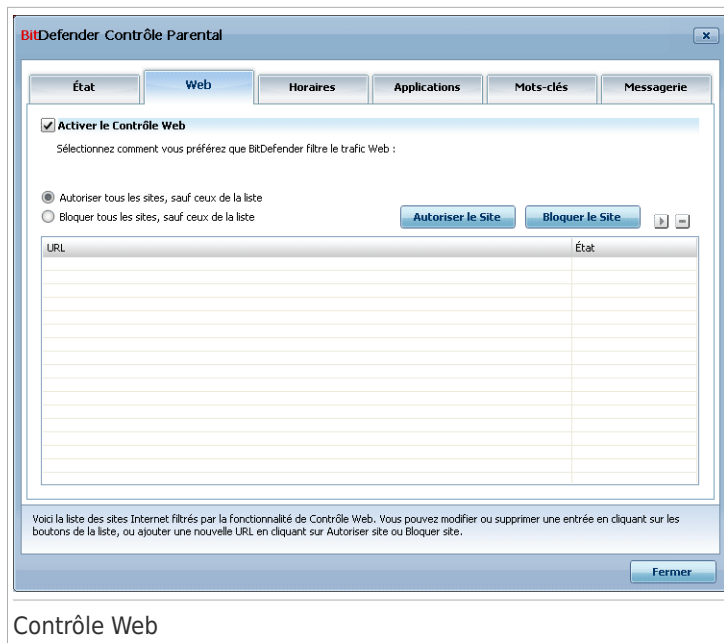 BitDefender Contrôle Parental
État
Web
Horaires
Applications
Mots-clés
Messagerie
Activer le Contrôle Web
Sélectionnez comment vous préférez que BitDefender filtre le trafic Web :
Autoriser tous les sites, sauf ceux de la liste
Bloquer tous les sites, sauf ceux de la liste
Autoriser le Site
Bloquer le Site
URL
État
Voici la liste des sites Internet filtrés par la fonctionnalité de Contrôle Web. Vous pouvez modifier ou supprimer une entrée en cliquant sur les
boutons de la liste, ou ajouter une nouvelle URL en cliquant sur Autoriser site ou Bloquer site.
Fermer
Contrôle Web